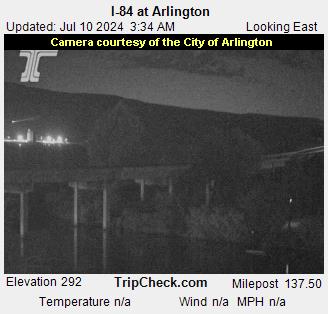 I-84 at Arlington
Updated: Jul 10 2024 3:34 AM Looking East
Camera courtesy of the City of Arlington
Elevation 292 TripCheck.com Milepost 137.50
Temperature n/a Wind n/a MPH n/a